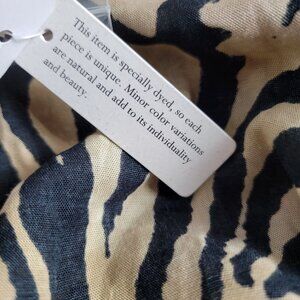 This item is specially dyed, so each
piece is unique. Minor color variations
are natural and add to its individuality
and beauty.